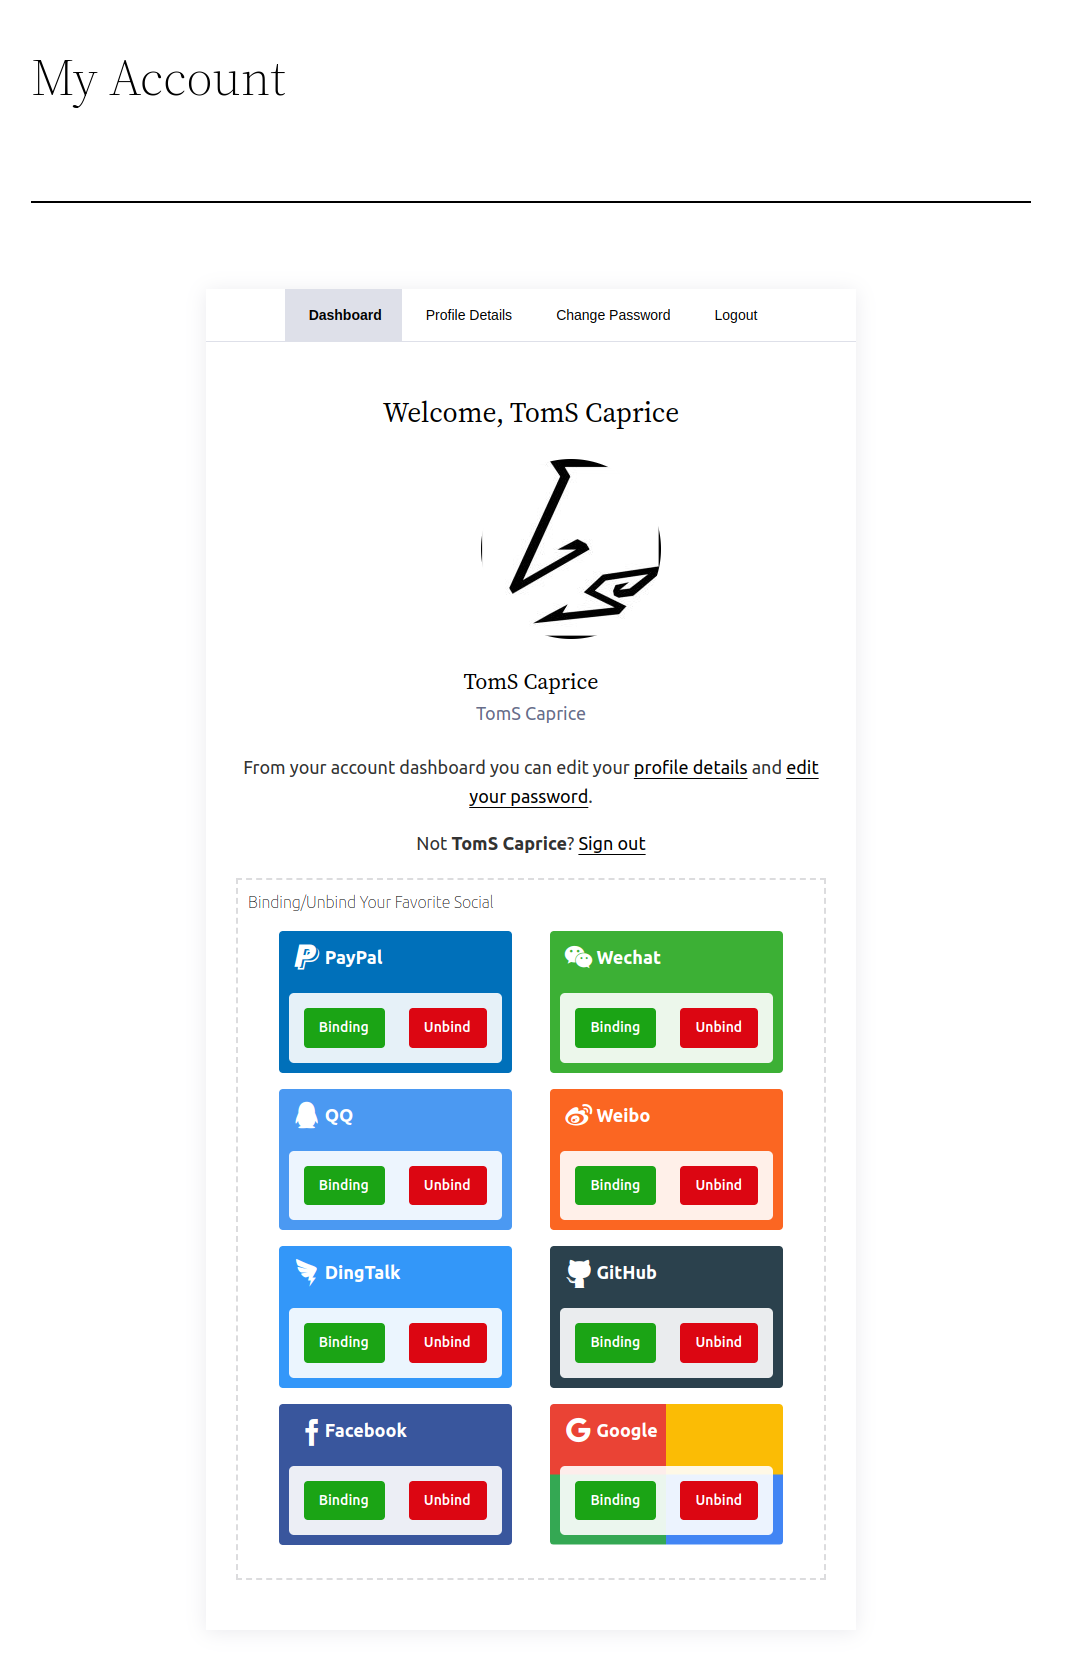 My Account
Dashboard Profile Details Change Password Logout
Welcome, TomS Caprice
TomS Caprice
TomS Caprice
From your account dashboard you can edit your profile details and edit
your password.
Not TomS Caprice? Sign out
Binding/Unbind Your Favorite Social
PayPal Wechat
Binding Unbind Binding Unbind
QQ Weibo
Binding Unbind Binding Unbind
DingTalk GitHub
Binding Unbind Binding Unbind
Facebook Google
Binding Unbind Binding Unbind